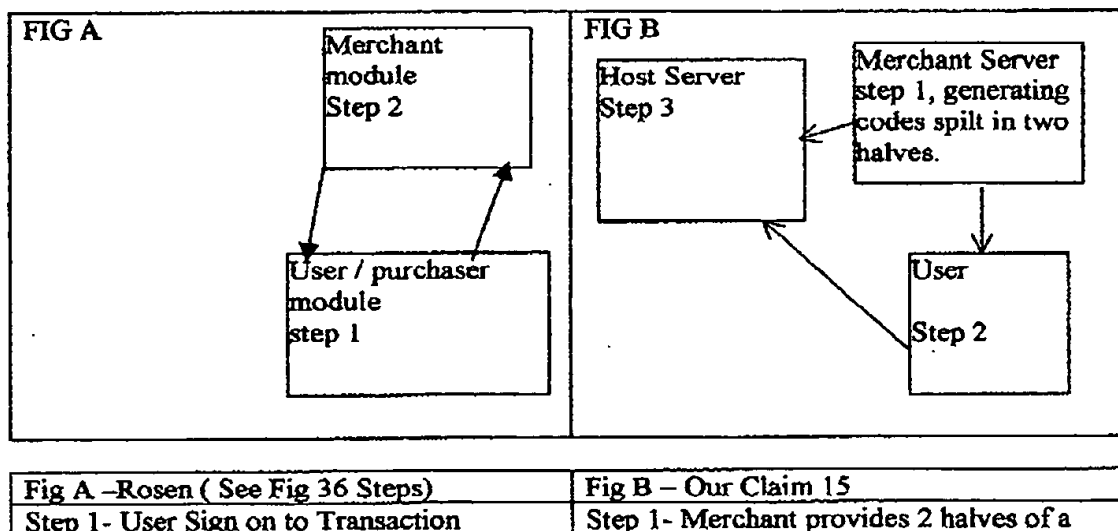 FIG A
Merchant
module
Step 2
User / purchaser
module
step 1
FIG B
Host Server
Step 3
Merchant Server
step 1, generating
codes spilt in two
halves.
User
Step 2
Fig A –Rosen ( See Fig 36 Steps)
Fig B – Our Claim 15
Step 1- User Sign on to Transaction
Step 1- Merchant provides 2 halves of a